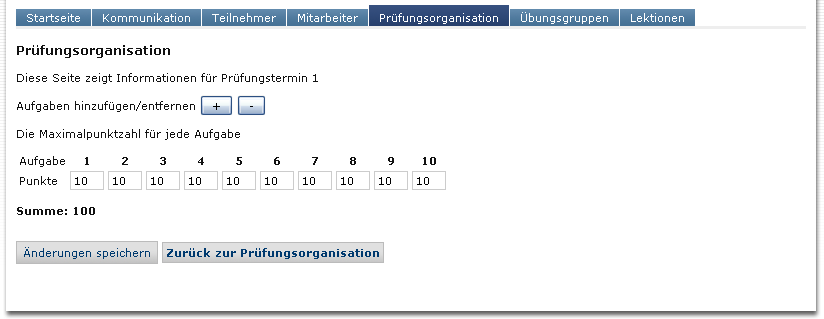 Startseite Kommunikation Teilnehmer Mitarbeiter Prüfungsorganisation Übungsgruppen Lektionen
Prüfungsorganisation
Diese Seite zeigt Informationen für Prüfungstermin 1
Aufgaben hinzufügen/entfernen + -
Die Maximalpunktzahl für jede Aufgabe
Aufgabe 1 2 3 4 5 6 7 8 9 10
Punkte 10 10 10 10 10 10 10 10 10 10
Summe: 100
Änderungen speichern Zurück zur Prüfungsorganisation